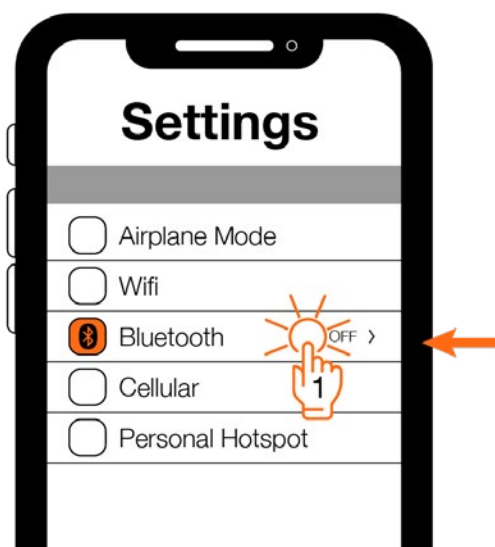 Settings
Airplane Mode
Wifi
Bluetooth OFF >
Cellular
1
Personal Hotspot